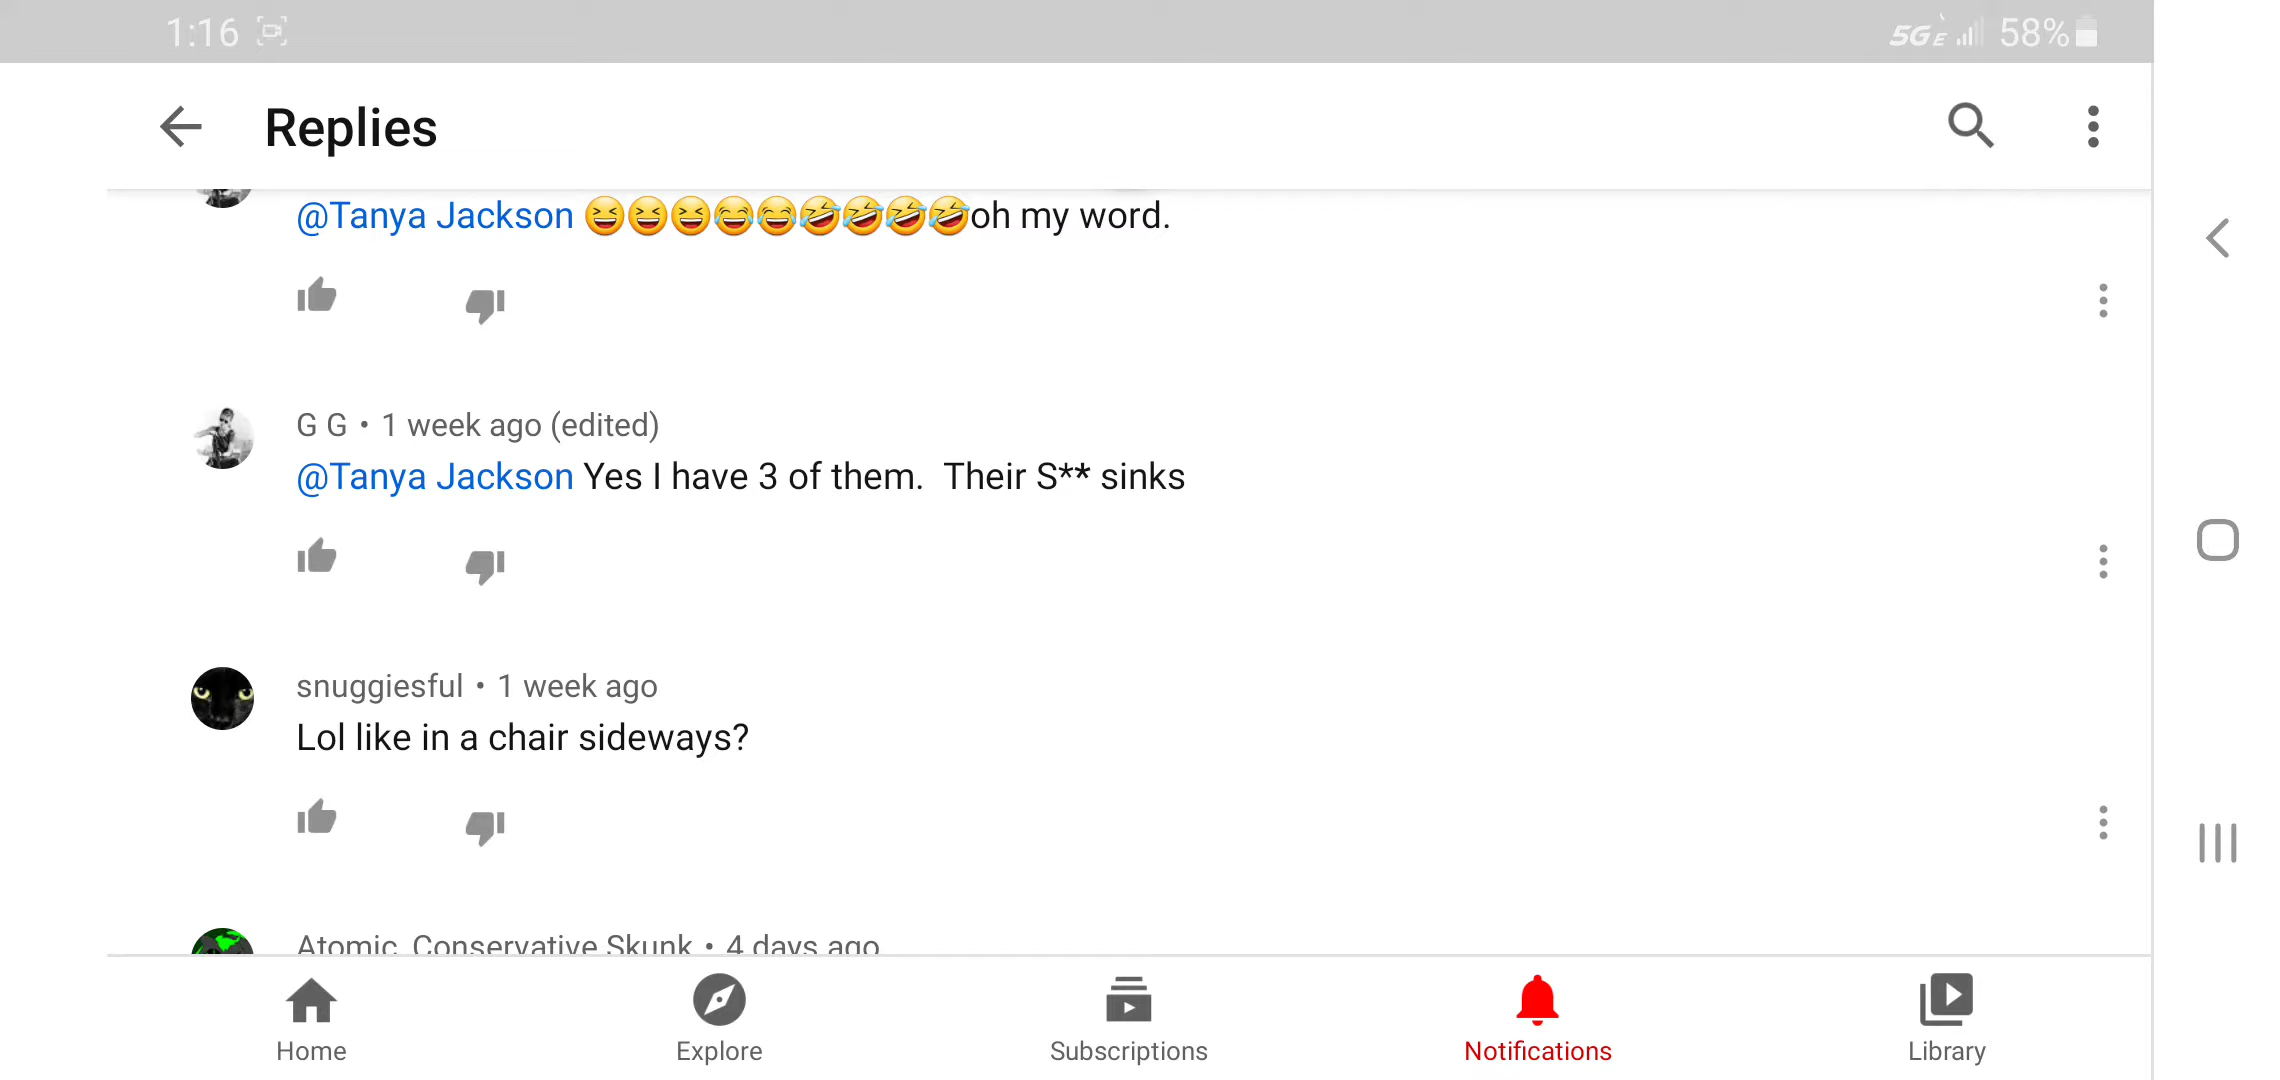 1:16 5GE 58%
Replies
@Tanya Jackson 😆😆😆😂😂🤣🤣🤣🤣oh my word.
G G • 1 week ago (edited)
@Tanya Jackson Yes I have 3 of them.  Their S** sinks
snuggiesful • 1 week ago
Lol like in a chair sideways?
Atomic Conservative Skunk • 4 days ago
Home Explore Subscriptions Notifications Library